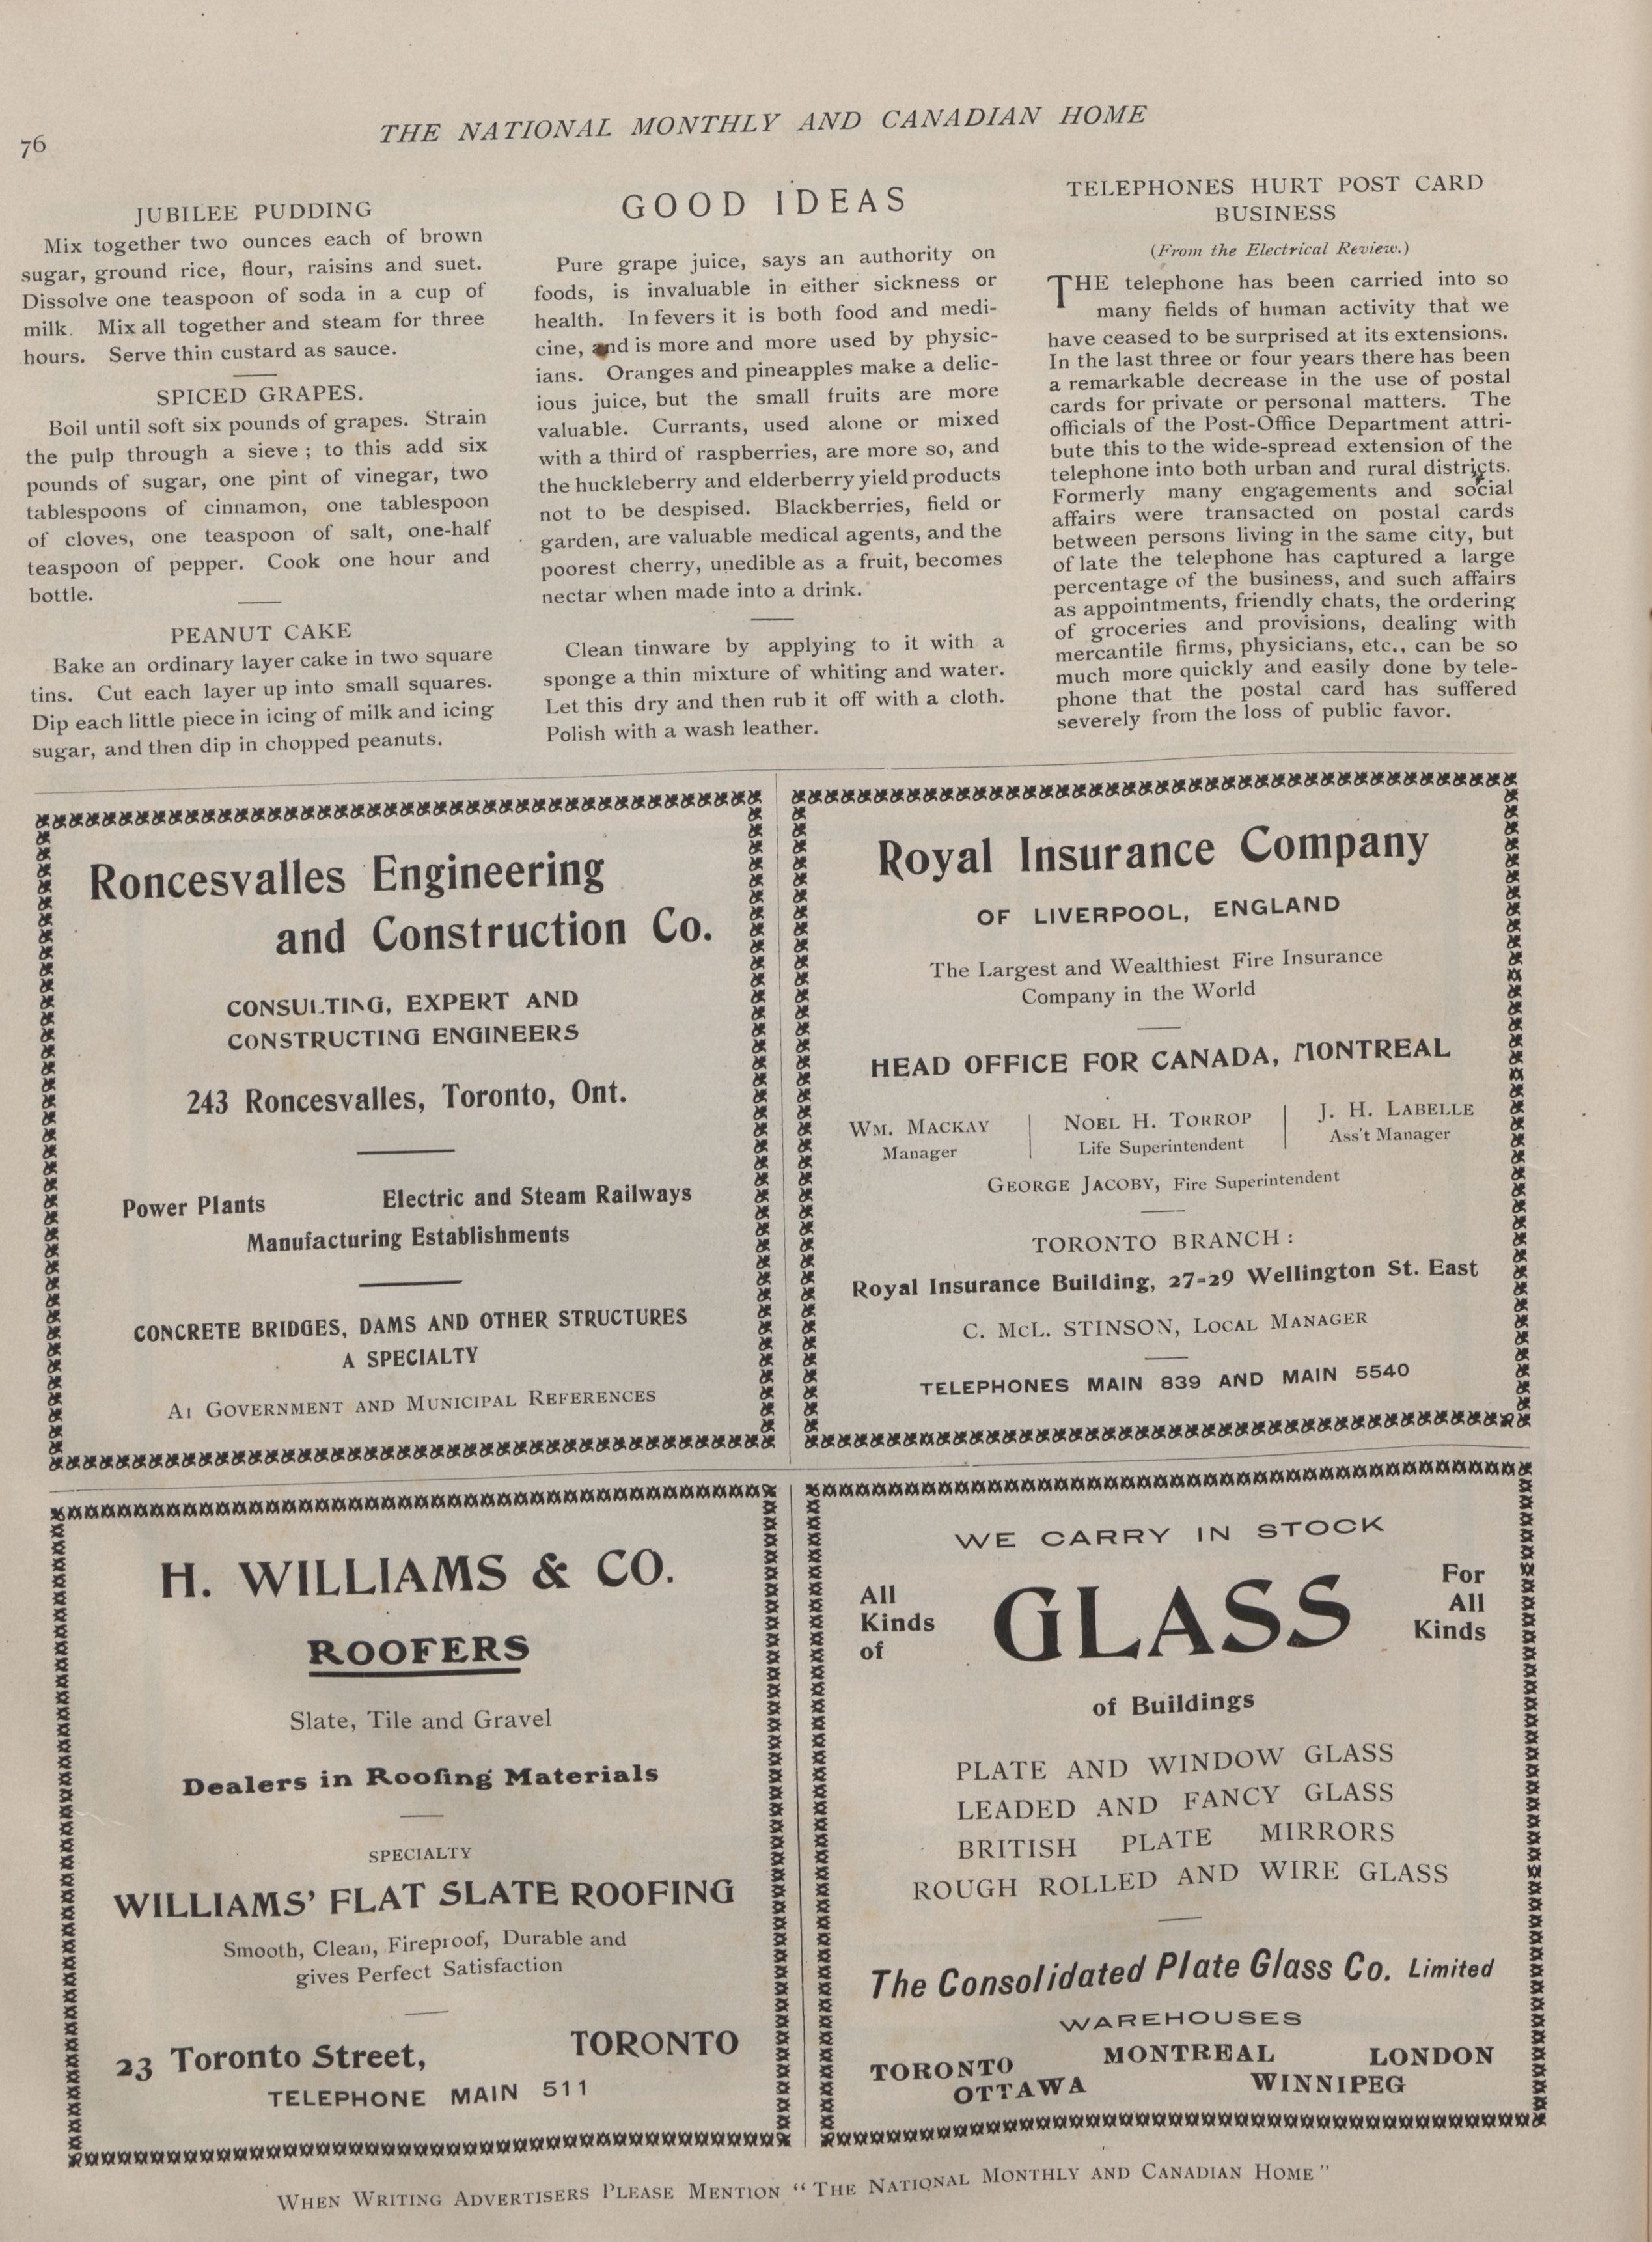 76
THE NATIONAL MONTHLY AND CANADIAN HOME
JUBILEE PUDDING
Mix together two ounces each of brown
sugar, ground rice, flour, raisins and suet.
Dissolve one teaspoon of soda in a cup of
milk. Mix all together and steam for three
hours. Serve thin custard as sauce.
SPICED GRAPES.
Boil until soft six pounds of grapes. Strain
the pulp through a sieve; to this add six
pounds of sugar, one pint of vinegar, two
tablespoons of cinnamon, one tablespoon
of cloves, one teaspoon of salt, one-half
teaspoon of pepper. Cook one hour and
bottle.
PEANUT CAKE
Bake an ordinary layer cake in two square
tins. Cut each layer up into small squares.
Dip each little piece in icing of milk and icing
sugar, and then dip in chopped peanuts.
GOOD IDEAS
Pure grape juice, says an authority on
foods, is invaluable in either sickness or
health. In fevers it is both food and medi-
cine, and is more and more used by physic-
ians. Oranges and pineapples make a delic-
ious juice, but the small fruits are more
valuable. Currants, used alone or mixed
with a third of raspberries, are more so, and
the huckleberry and elderberry yield products
not to be despised. Blackberries, field or
garden, are valuable medical agents, and the
poorest cherry, unedible as a fruit, becomes
nectar when made into a drink.
Clean tinware by applying to it with a
sponge a thin mixture of whiting and water.
Let this dry and then rub it off with a cloth.
Polish with a wash leather.
TELEPHONES HURT POST CARD
BUSINESS
(From the Electrical Review.)
THE telephone has been carried into so
many fields of human activity that we
have ceased to be surprised at its extensions.
In the last three or four years there has been
a remarkable decrease in the use of postal
cards for private or personal matters. The
officials of the Post-Office Department attri-
bute this to the wide-spread extension of the
telephone into both urban and rural districts.
Formerly many engagements and social
affairs were transacted on postal cards
between persons living in the same city, but
of late the telephone has captured a large
percentage of the business, and such affairs
as appointments, friendly chats, the ordering
of groceries and provisions, dealing with
mercantile firms, physicians, etc., can be so
much more quickly and easily done by tele-
phone that the postal card has suffered
severely from the loss of public favor.
Roncesvalles Engineering
and Construction Co.
CONSULTING, EXPERT AND
CONSTRUCTING ENGINEERS
243 Roncesvalles, Toronto, Ont.
Power Plants Electric and Steam Railways
Manufacturing Establishments
CONCRETE BRIDGES, DAMS AND OTHER STRUCTURES
A SPECIALTY
A1 GOVERNMENT AND MUNICIPAL REFERENCES
Royal Insurance Company
OF LIVERPOOL, ENGLAND
The Largest and Wealthiest Fire Insurance
Company in the World
HEAD OFFICE FOR CANADA, MONTREAL
WM. MACKAY NOEL H. TORROP J. H. LABELLE
Manager Life Superintendent Ass't Manager
GEORGE JACOBY, Fire Superintendent
TORONTO BRANCH:
Royal Insurance Building, 27-29 Wellington St. East
C. McL. STINSON, LOCAL MANAGER
TELEPHONES MAIN 839 AND MAIN 5540
H. WILLIAMS & CO.
ROOFERS
Slate, Tile and Gravel
Dealers in Roofing Materials
SPECIALTY
WILLIAMS' FLAT SLATE ROOFING
Smooth, Clean, Fireproof, Durable and
gives Perfect Satisfaction
23 Toronto Street, TORONTO
TELEPHONE MAIN 511
WE CARRY IN STOCK
All
Kinds
of
GLASS
For
All
Kinds
of Buildings
PLATE AND WINDOW GLASS
LEADED AND FANCY GLASS
BRITISH PLATE MIRRORS
ROUGH ROLLED AND WIRE GLASS
The Consolidated Plate Glass Co. Limited
WAREHOUSES
TORONTO MONTREAL LONDON
OTTAWA WINNIPEG
WHEN WRITING ADVERTISERS PLEASE MENTION "THE NATIONAL MONTHLY AND CANADIAN HOME"